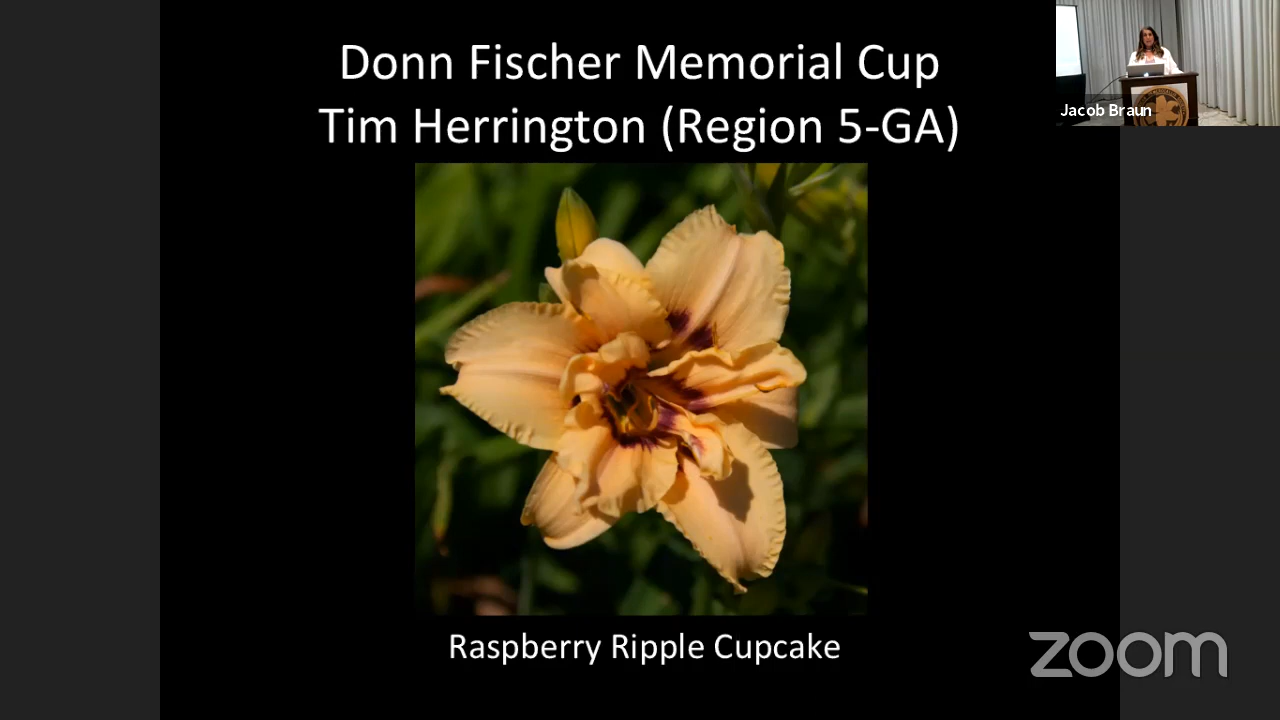 Donn Fischer Memorial Cup
Tim Herrington (Region 5-GA)
Jacob Braun
Raspberry Ripple Cupcake
zoom